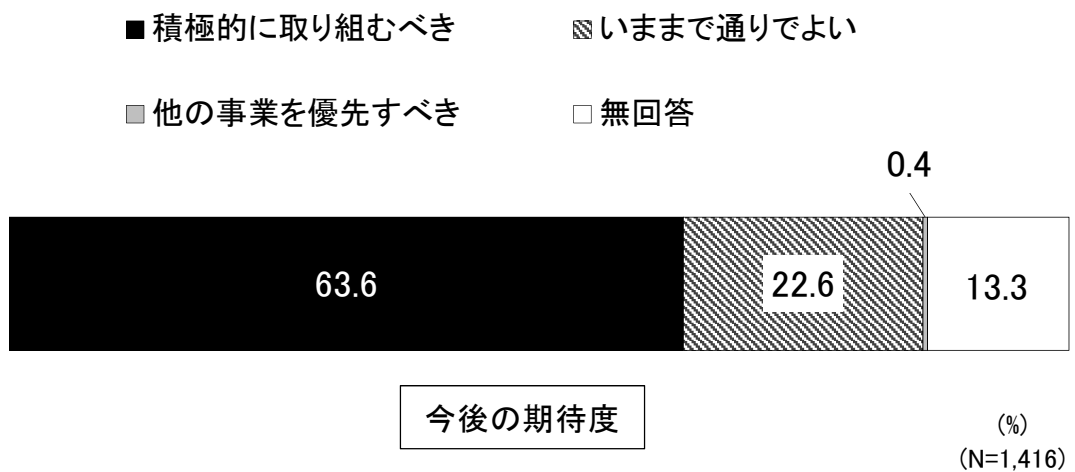 積極的に取り組むべき いままで通りでよい
他の事業を優先すべき 無回答
0.4
63.6 22.6 13.3
今後の期待度
(%)
(N=1,416)